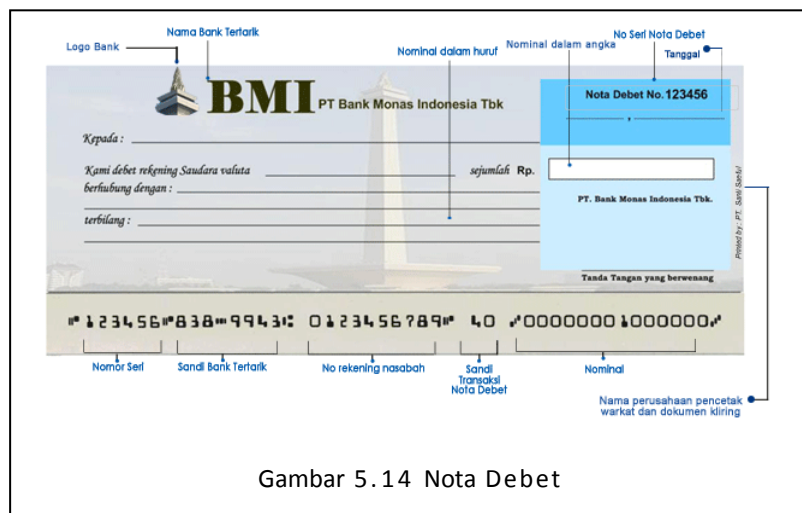 Nama Bank Tertarik
No Seri Nota Debet
Logo Bank
Nominal dalam huruf
Nominal dalam angka
Tanggal
BMI PT Bank Monas Indonesia Tbk
Nota Debet No. 123456
Kepada :
Kami debet rekening Saudara valuta sejumlah Rp.
berhubung dengan :
PT. Bank Monas Indonesia Tbk.
terbilang :
Printed by : PT. Santi Saeful
Tanda Tangan yang berwenang
⑈123456⑈838⑉9943⑆ 0123456789⑈ 40 ⑇00000001000000⑇
Nomor Seri
Sandi Bank Tertarik
No rekening nasabah
Sandi
Transaksi
Nota Debet
Nominal
Nama perusahaan pencetak
warkat dan dokumen kliring
Gambar 5.14 Nota Debet